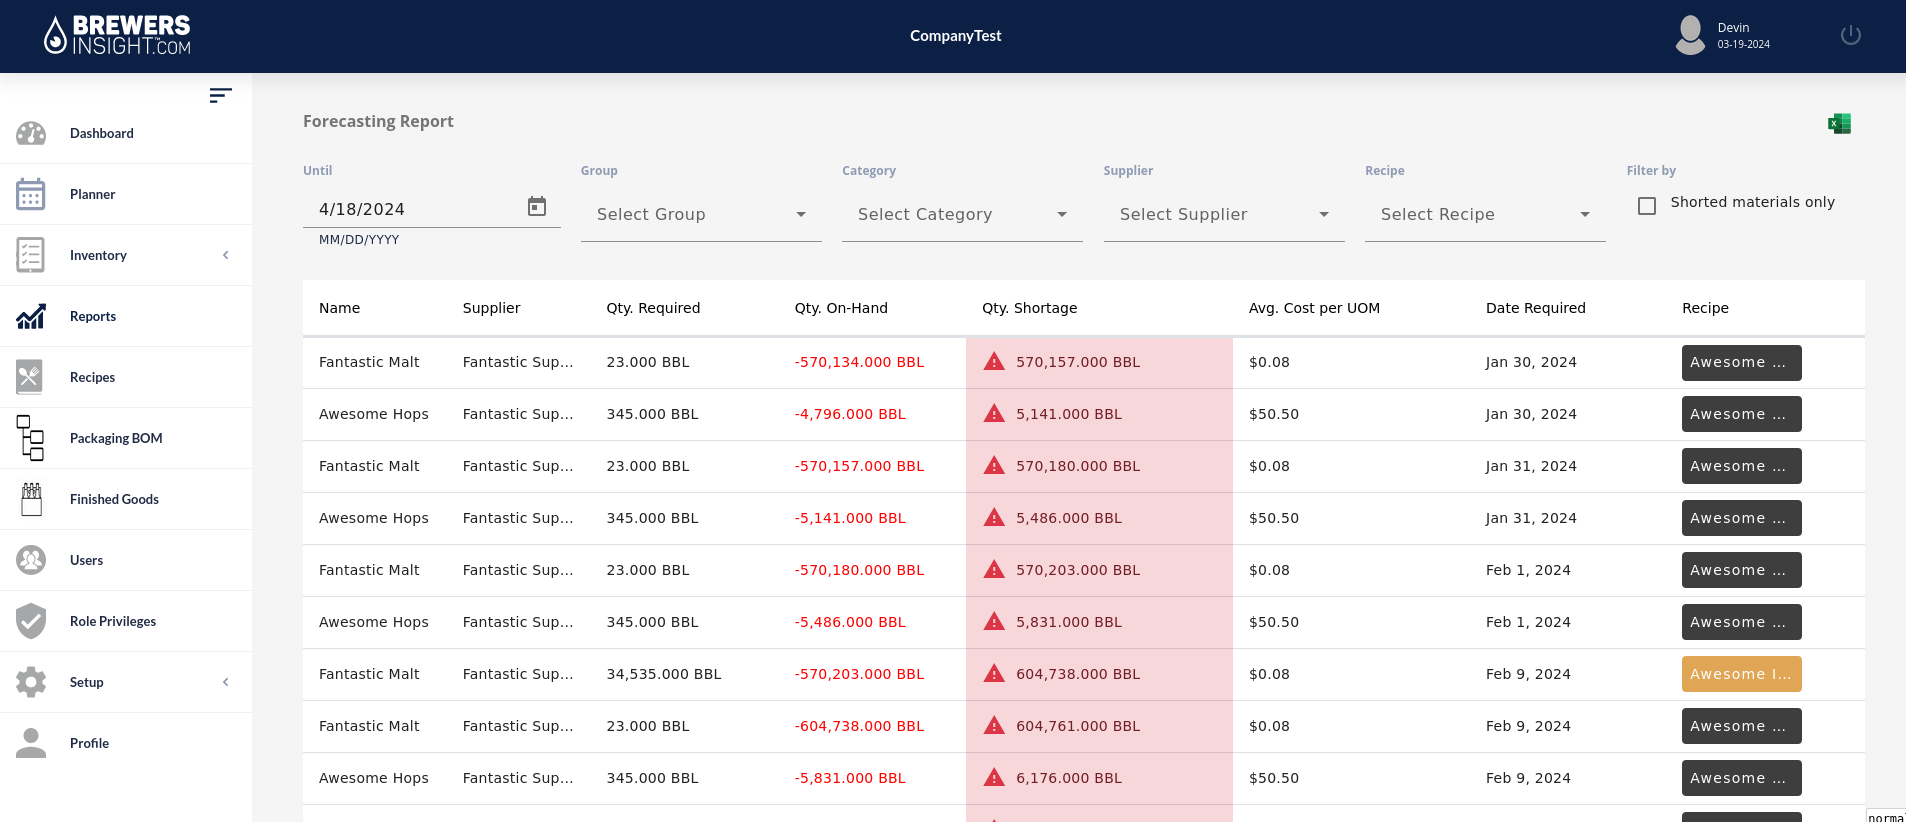 BREWERS
INSIGHT.COM
CompanyTest
Devin
03-19-2024
Dashboard
Planner
Inventory
Reports
Recipes
Packaging BOM
Finished Goods
Users
Role Privileges
Setup
Profile
Forecasting Report
Until
Group
Category
Supplier
Recipe
Filter by
4/18/2024
Select Group
Select Category
Select Supplier
Select Recipe
Shorted materials only
MM/DD/YYYY
Name Supplier Qty. Required Qty. On-Hand Qty. Shortage Avg. Cost per UOM Date Required Recipe
Fantastic Malt Fantastic Sup... 23.000 BBL -570,134.000 BBL 570,157.000 BBL $0.08 Jan 30, 2024 Awesome ...
Awesome Hops Fantastic Sup... 345.000 BBL -4,796.000 BBL 5,141.000 BBL $50.50 Jan 30, 2024 Awesome ...
Fantastic Malt Fantastic Sup... 23.000 BBL -570,157.000 BBL 570,180.000 BBL $0.08 Jan 31, 2024 Awesome ...
Awesome Hops Fantastic Sup... 345.000 BBL -5,141.000 BBL 5,486.000 BBL $50.50 Jan 31, 2024 Awesome ...
Fantastic Malt Fantastic Sup... 23.000 BBL -570,180.000 BBL 570,203.000 BBL $0.08 Feb 1, 2024 Awesome ...
Awesome Hops Fantastic Sup... 345.000 BBL -5,486.000 BBL 5,831.000 BBL $50.50 Feb 1, 2024 Awesome ...
Fantastic Malt Fantastic Sup... 34,535.000 BBL -570,203.000 BBL 604,738.000 BBL $0.08 Feb 9, 2024 Awesome I...
Fantastic Malt Fantastic Sup... 23.000 BBL -604,738.000 BBL 604,761.000 BBL $0.08 Feb 9, 2024 Awesome ...
Awesome Hops Fantastic Sup... 345.000 BBL -5,831.000 BBL 6,176.000 BBL $50.50 Feb 9, 2024 Awesome ...